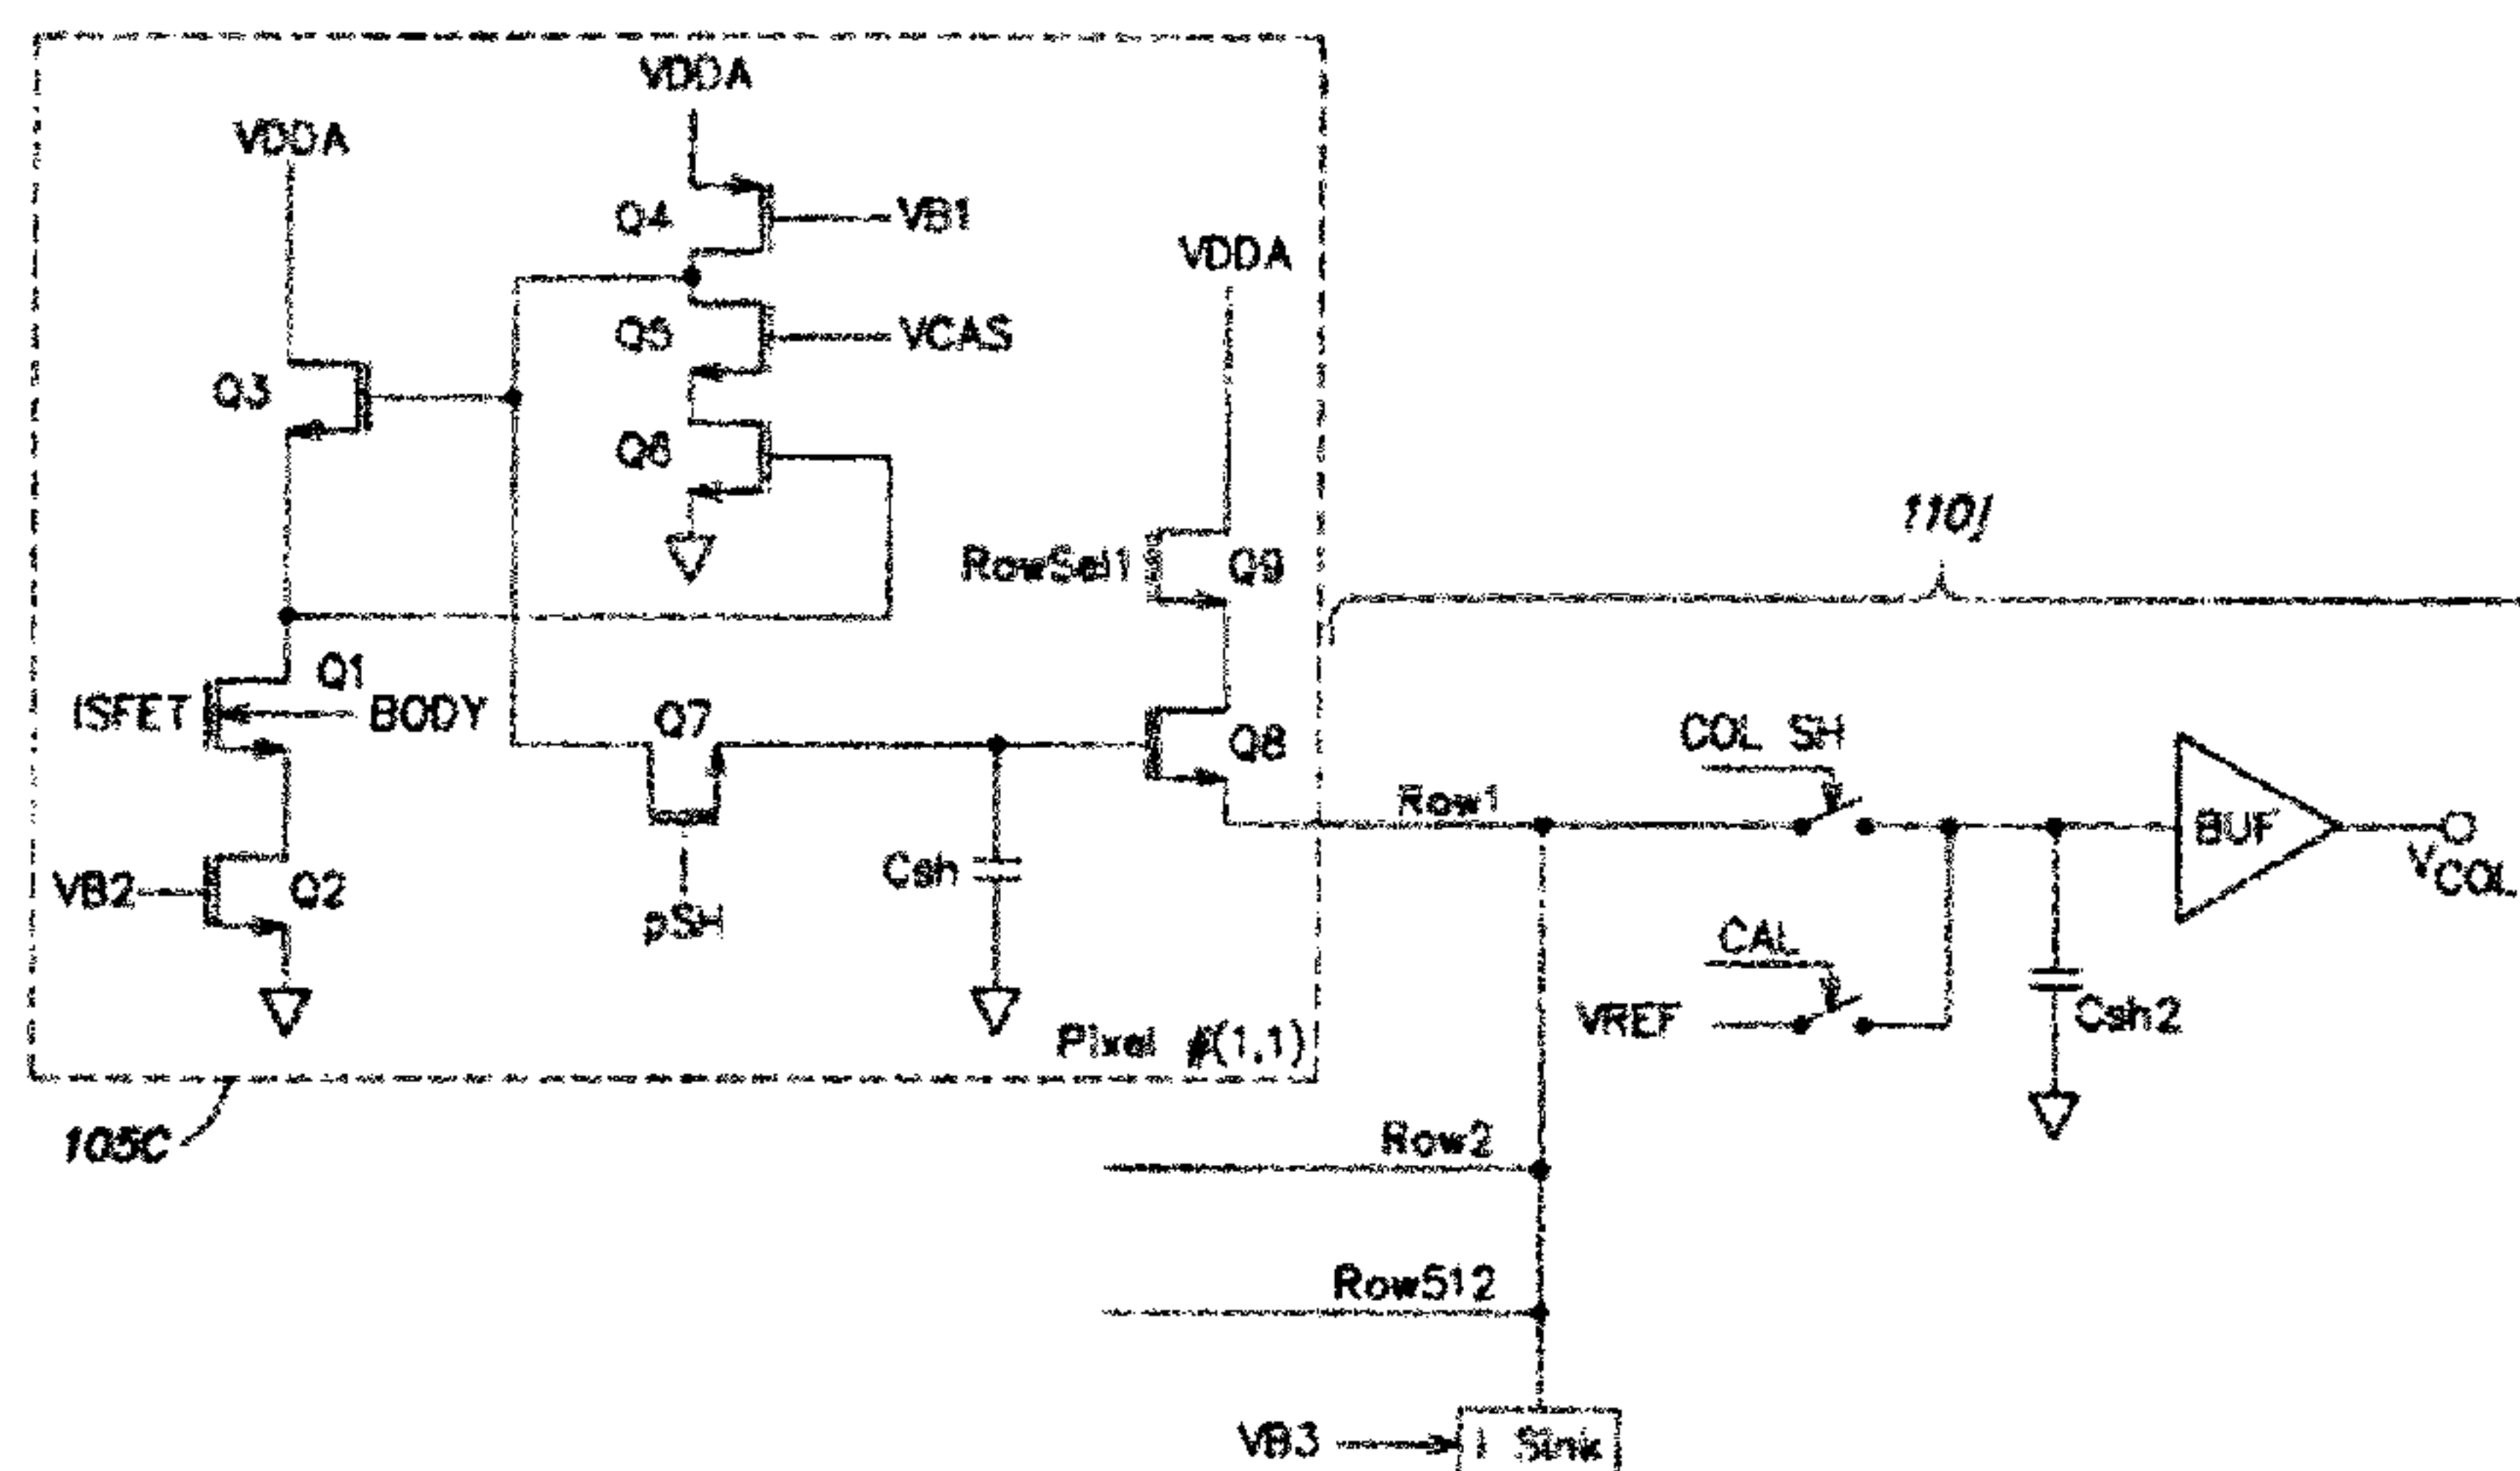 VDDA
VDDA
Q4
VB1
VDDA
Q5
VCAS
Q3
Q6
110j
RowSel1
Q9
Q1
ISFET
BODY
Q7
Q8
COL SH
Row1
BUF
VCOL
Csh
VB2
Q2
pSH
CAL
VREF
Csh2
Pixel #(1,1)
105C
Row2
Row512
VB3
I Sink